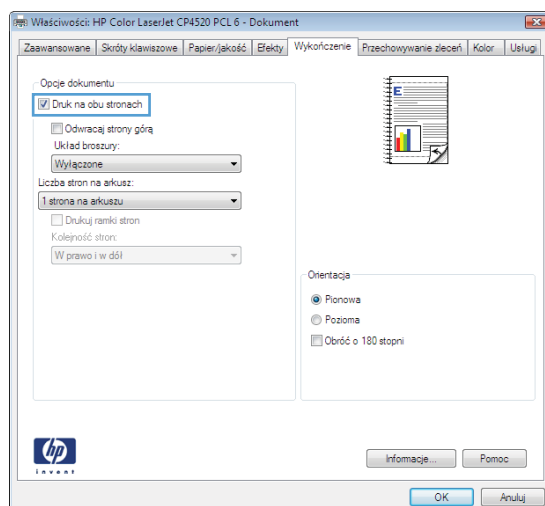 Właściwości: HP Color LaserJet CP4520 PCL 6 - Dokument
Zaawansowane Skróty klawiszowe Papier/jakość Efekty Wykończenie Przechowywanie zleceń Kolor Usługi
Opcje dokumentu
Druk na obu stronach
Odwracaj strony górą
Układ broszury:
Wyłączone
Liczba stron na arkusz:
1 strona na arkuszu
Drukuj ramki stron
Kolejność stron:
W prawo i w dół
E
Orientacja
Pionowa
Pozioma
Obróć o 180 stopni
hp
invent
Informacje... Pomoc
OK Anuluj